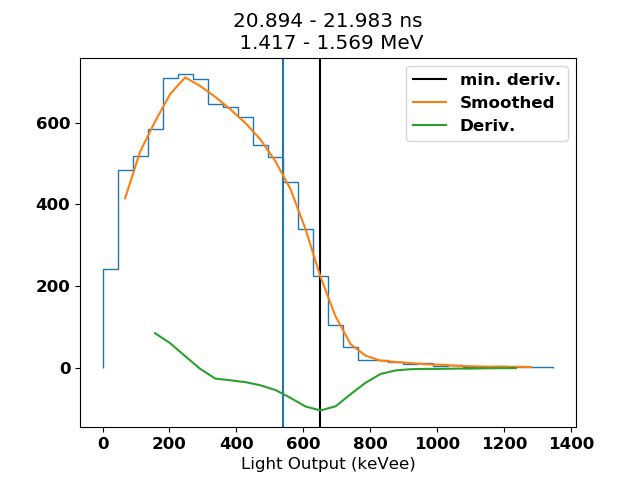 20.894 - 21.983 ns
1.417 - 1.569 MeV
min. deriv.
Smoothed
Deriv.
600
400
200
0
0 200 400 600 800 1000 1200 1400
Light Output (keVee)